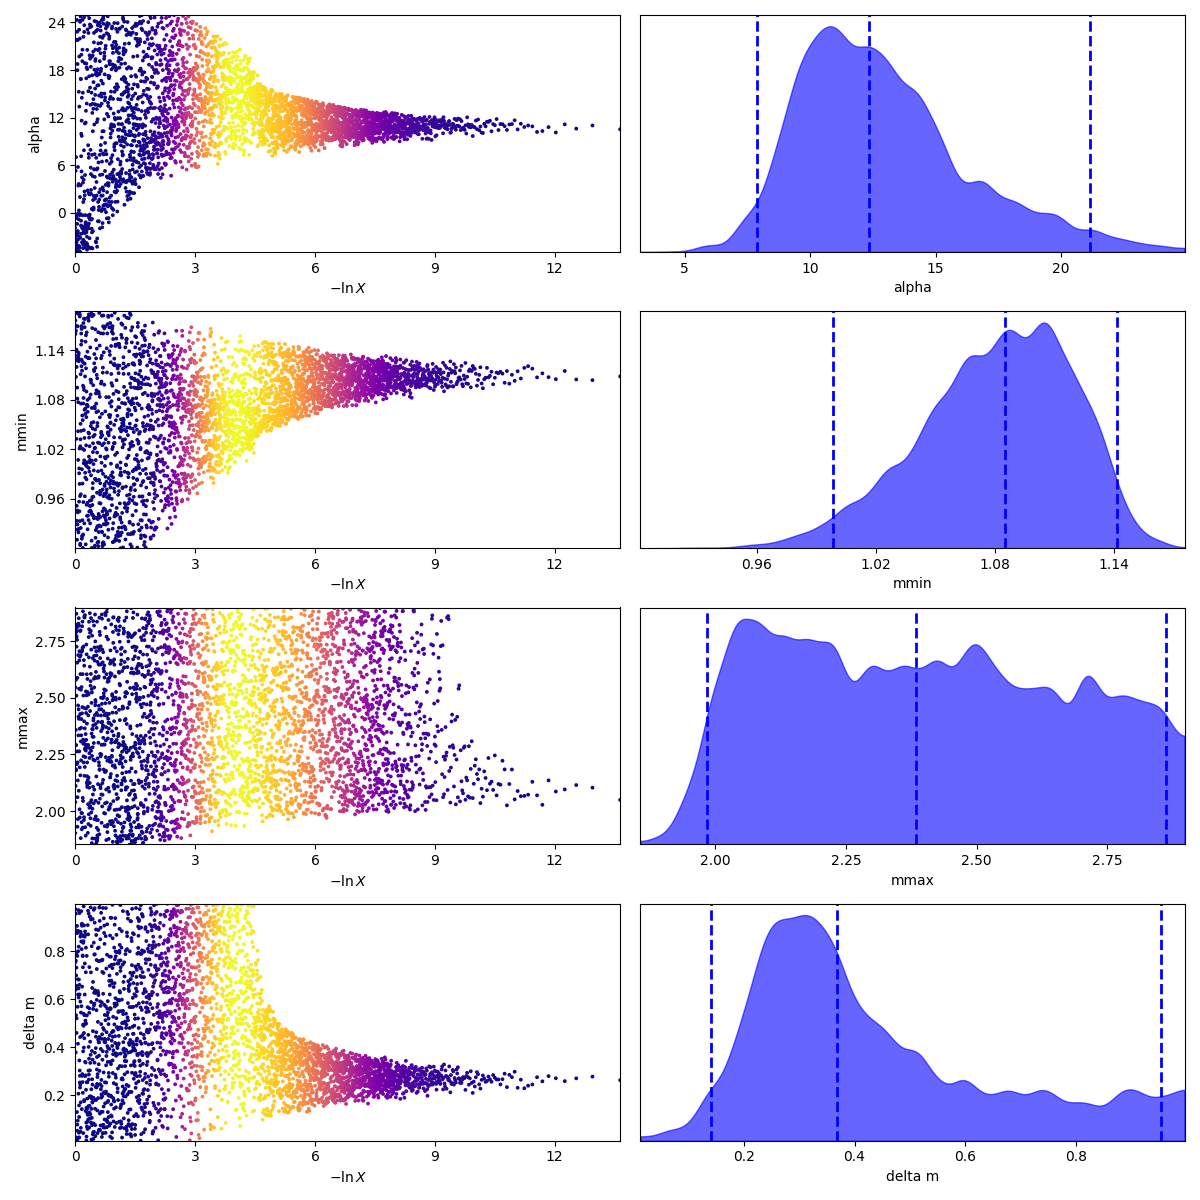 24
18
12
6
0
alpha
0 3 6 9 12
−ln X
5 10 15 20
alpha
1.14
1.08
1.02
0.96
mmin
0 3 6 9 12
−ln X
0.96 1.02 1.08 1.14
mmin
2.75
2.50
2.25
2.00
mmax
0 3 6 9 12
−ln X
2.00 2.25 2.50 2.75
mmax
0.8
0.6
0.4
0.2
delta m
0 3 6 9 12
−ln X
0.2 0.4 0.6 0.8
delta m